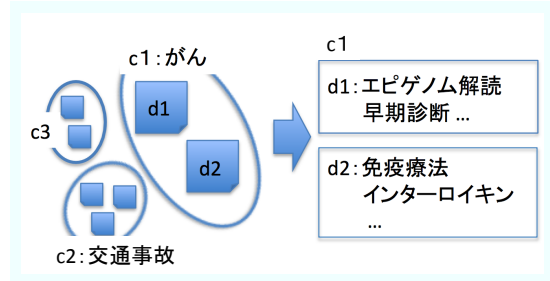 c1:がん
d1
d2
c3
c2:交通事故
c１
d1:エピゲノム解読
早期診断 …
d2:免疫療法
インターロイキン
…